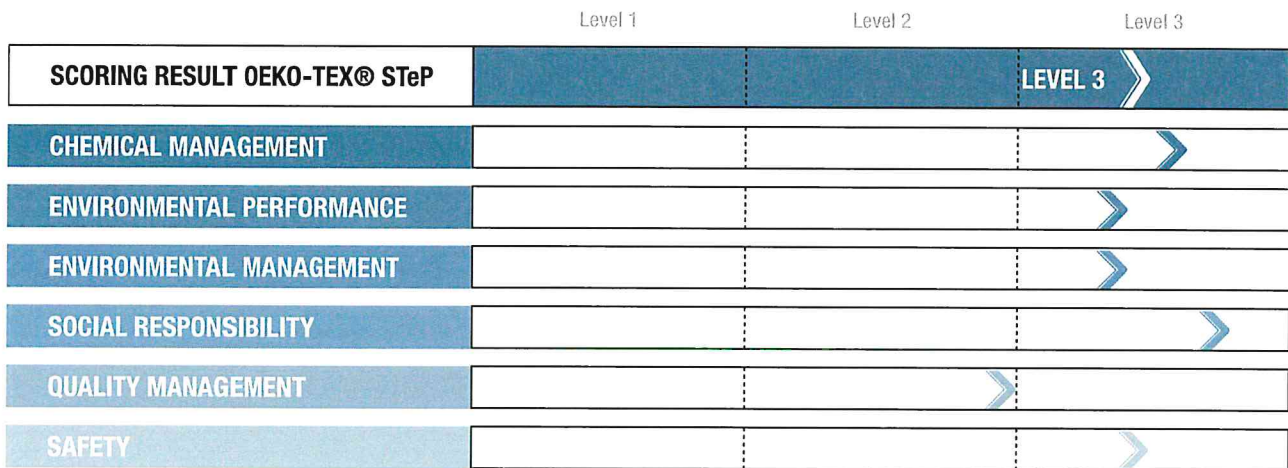 Level 1 Level 2 Level 3
SCORING RESULT OEKO-TEX® STeP LEVEL 3
CHEMICAL MANAGEMENT
ENVIRONMENTAL PERFORMANCE
ENVIRONMENTAL MANAGEMENT
SOCIAL RESPONSIBILITY
QUALITY MANAGEMENT
SAFETY